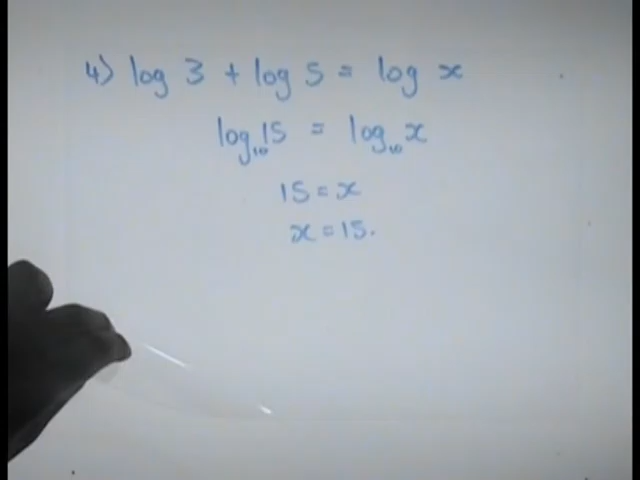 4) log 3 + log 5 = log x
log₁₀15 = log₁₀x
15 = x
x = 15.